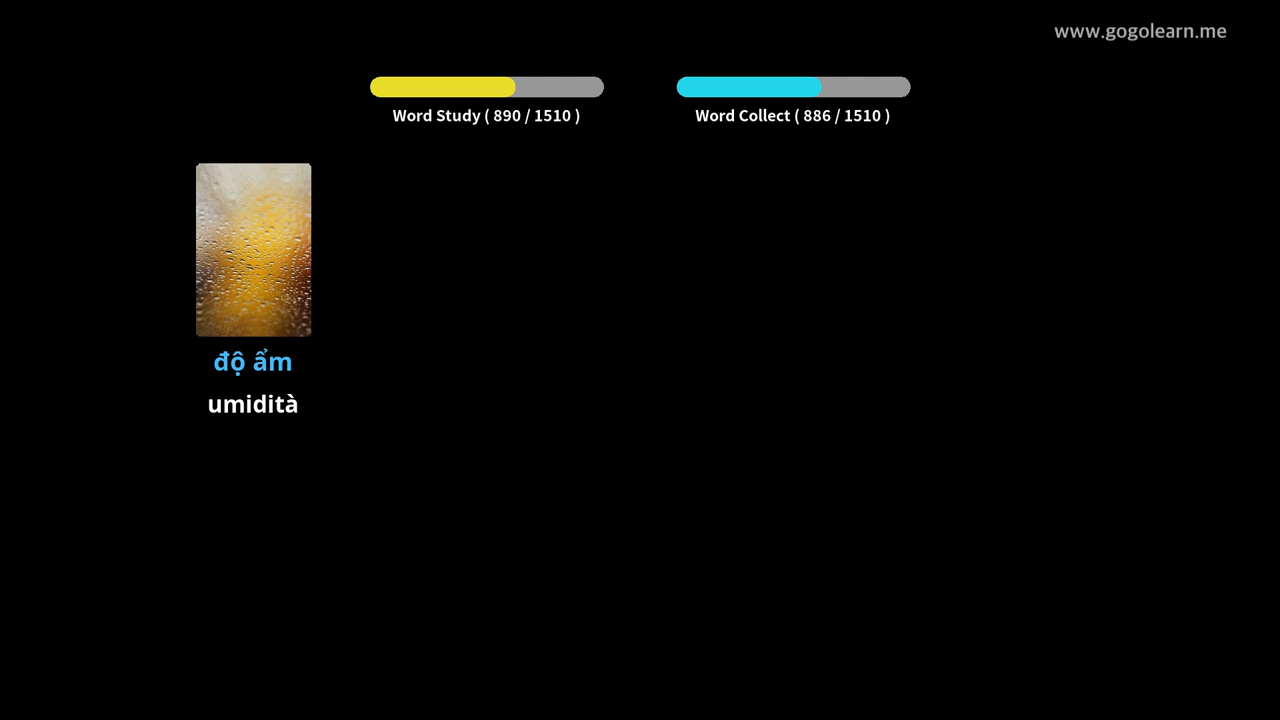 www.gogolearn.me
Word Study ( 890 / 1510 )
Word Collect ( 886 / 1510 )
độ ẩm
umidità